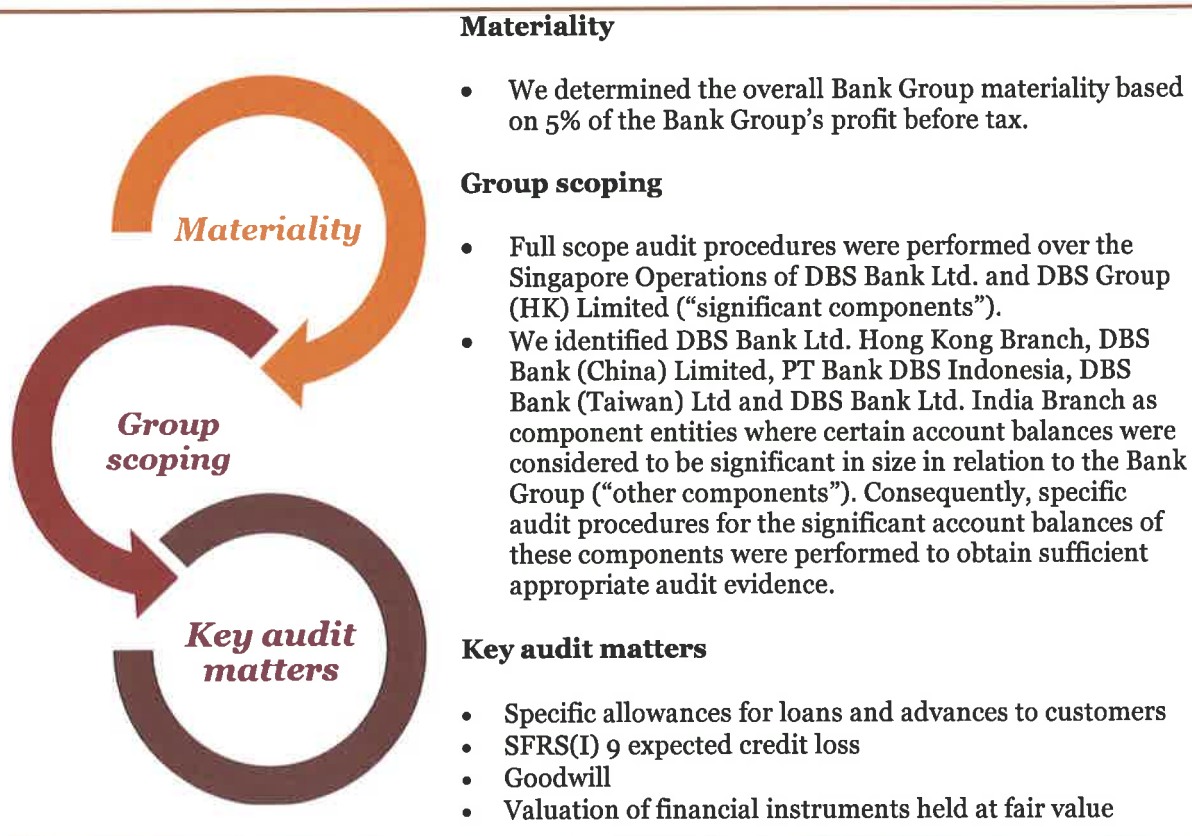 Materiality
• We determined the overall Bank Group materiality based
on 5% of the Bank Group's profit before tax.
Group scoping
• Full scope audit procedures were performed over the
Singapore Operations of DBS Bank Ltd. and DBS Group
(HK) Limited (“significant components”).
• We identified DBS Bank Ltd. Hong Kong Branch, DBS
Bank (China) Limited, PT Bank DBS Indonesia, DBS
Bank (Taiwan) Ltd and DBS Bank Ltd. India Branch as
component entities where certain account balances were
considered to be significant in size in relation to the Bank
Group (“other components”). Consequently, specific
audit procedures for the significant account balances of
these components were performed to obtain sufficient
appropriate audit evidence.
Key audit matters
• Specific allowances for loans and advances to customers
• SFRS(I) 9 expected credit loss
• Goodwill
• Valuation of financial instruments held at fair value
Materiality
Group
scoping
Key audit
matters